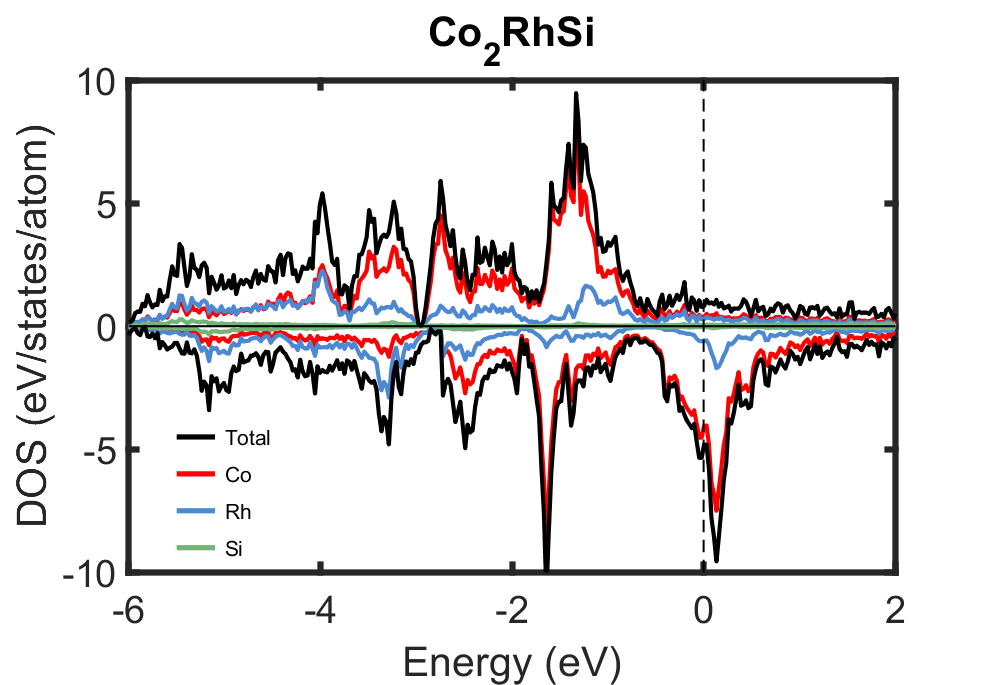 Co2RhSi
DOS (eV/states/atom)
10
5
0
-5
-10
Total
Co
Rh
Si
-6 -4 -2 0 2
Energy (eV)